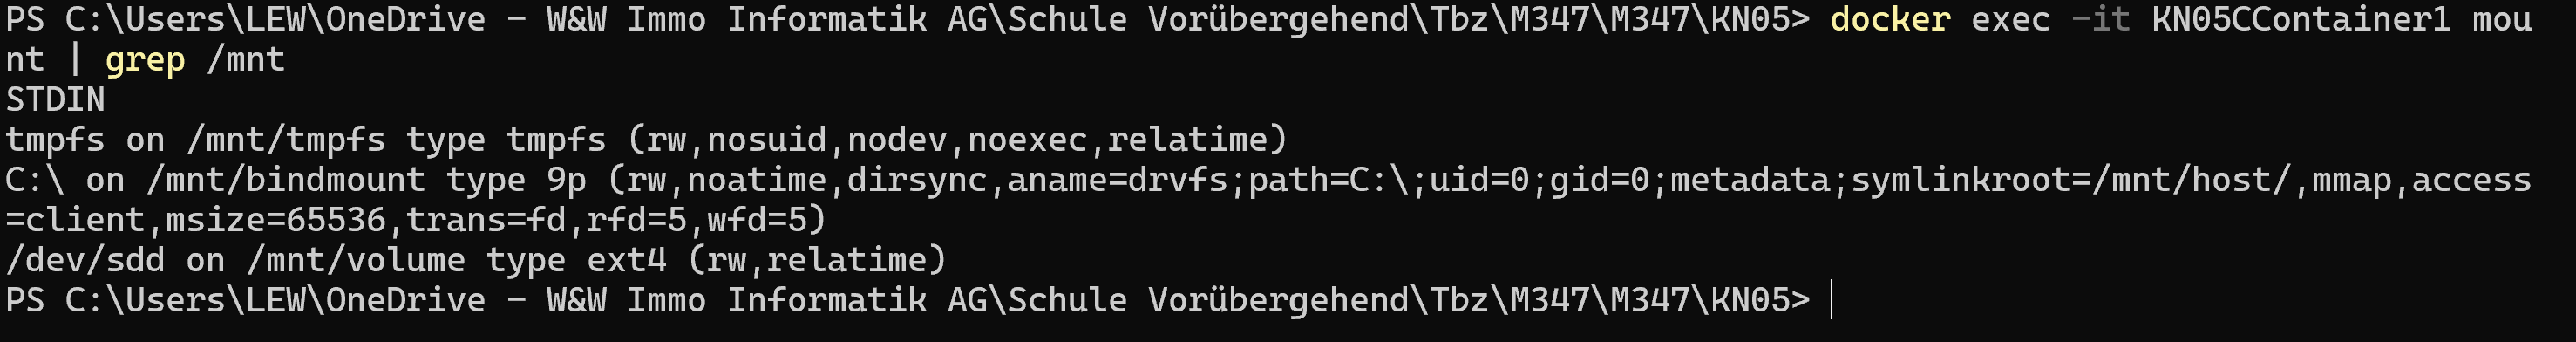 PS C:\Users\LEW\OneDrive - W&W Immo Informatik AG\Schule Vorübergehend\Tbz\M347\M347\KN05> docker exec -it KN05CContainer1 mou
nt | grep /mnt
STDIN
tmpfs on /mnt/tmpfs type tmpfs (rw,nosuid,nodev,noexec,relatime)
C:\ on /mnt/bindmount type 9p (rw,noatime,dirsync,aname=drvfs;path=C:\;uid=0;gid=0;metadata;symlinkroot=/mnt/host/,mmap,access
=client,msize=65536,trans=fd,rfd=5,wfd=5)
/dev/sdd on /mnt/volume type ext4 (rw,relatime)
PS C:\Users\LEW\OneDrive - W&W Immo Informatik AG\Schule Vorübergehend\Tbz\M347\M347\KN05>